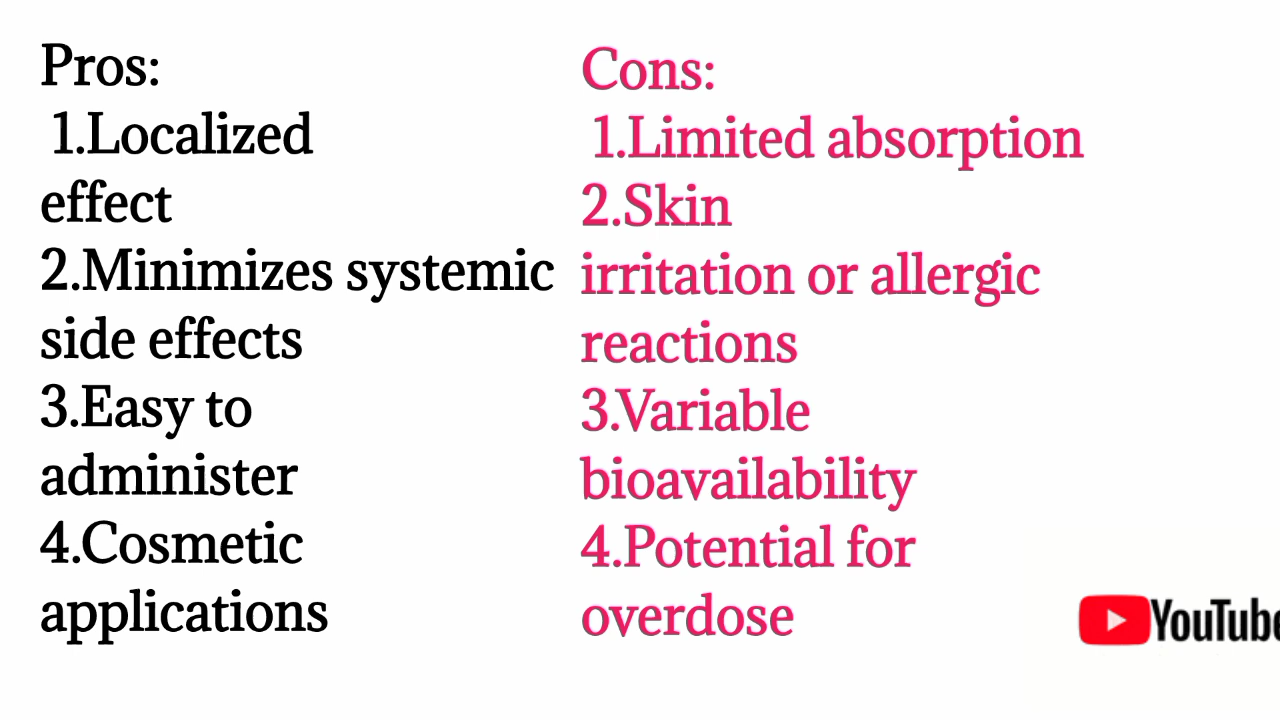 Pros:
1.Localized
effect
2.Minimizes systemic
side effects
3.Easy to
administer
4.Cosmetic
applications
Cons:
1.Limited absorption
2.Skin
irritation or allergic
reactions
3.Variable
bioavailability
4.Potential for
overdose
YouTube